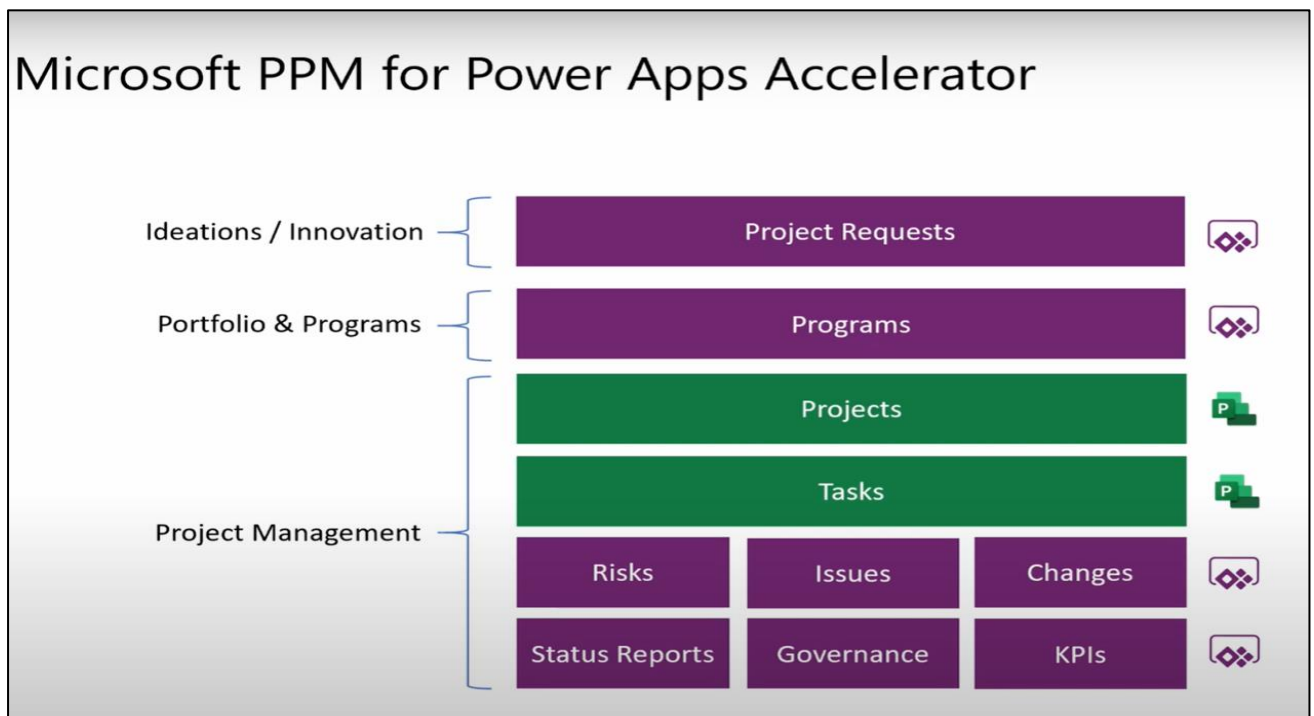 Microsoft PPM for Power Apps Accelerator
Ideations / Innovation
Project Requests
Portfolio & Programs
Programs
Projects
P
Tasks
P
Project Management
Risks
Issues
Changes
Status Reports
Governance
KPIs